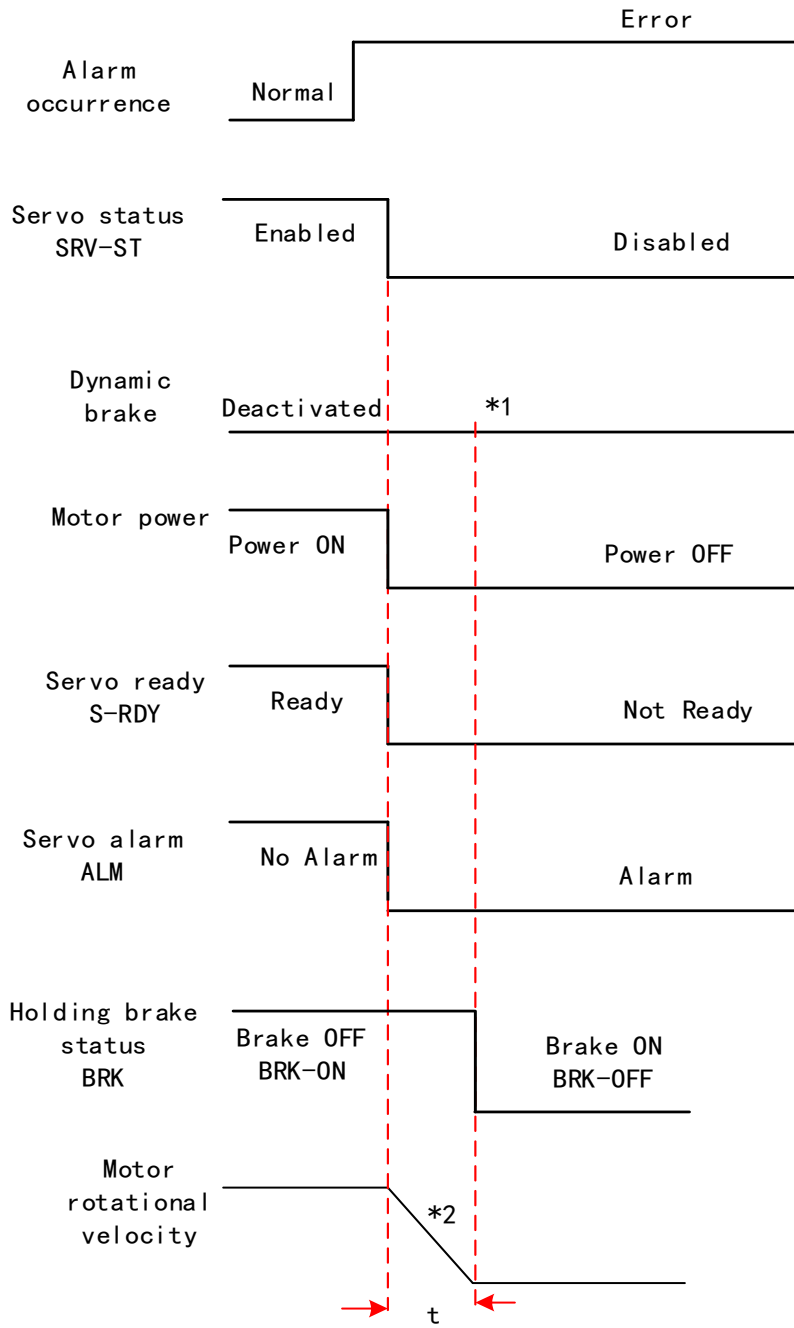 Error
Alarm
occurrence
Normal
Servo status
SRV-ST
Enabled
Disabled
Dynamic
brake
Deactivated
*1
Motor power
Power ON
Power OFF
Servo ready
S-RDY
Ready
Not Ready
Servo alarm
ALM
No Alarm
Alarm
Holding brake
status
BRK
Brake OFF
BRK-ON
Brake ON
BRK-OFF
Motor
rotational
velocity
*2
t